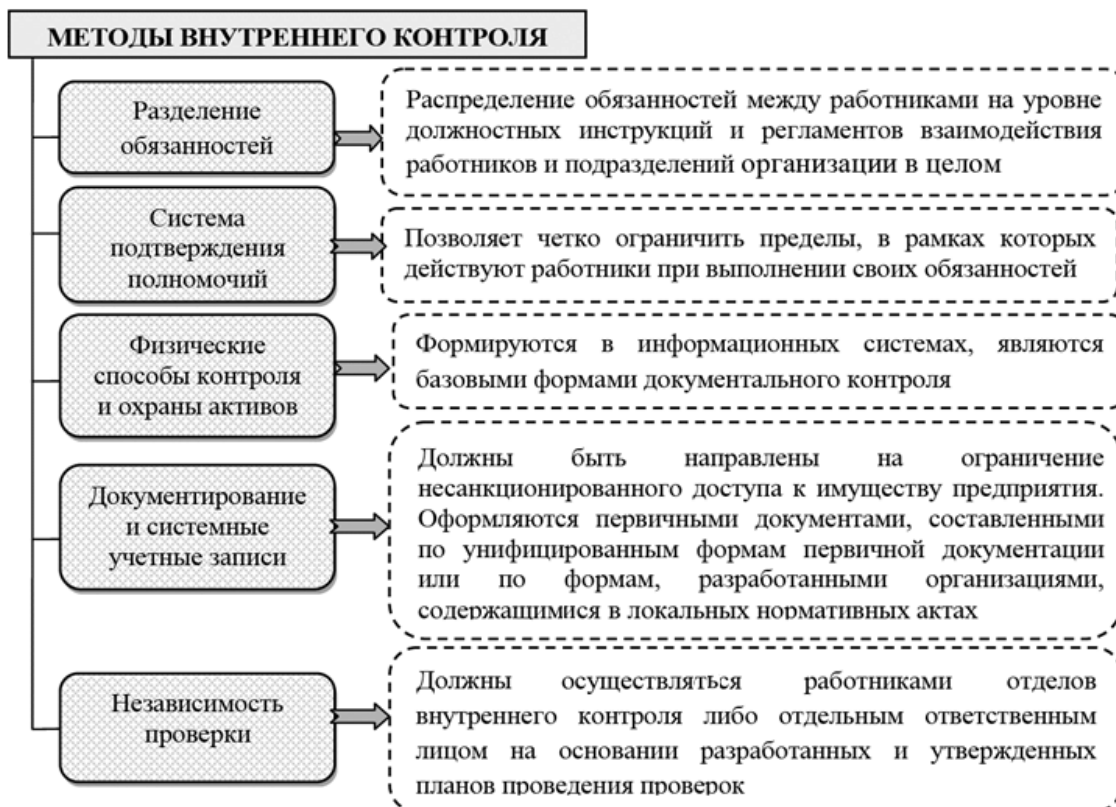 МЕТОДЫ ВНУТРЕННЕГО КОНТРОЛЯ
Разделение
обязанностей
Распределение обязанностей между работниками на уровне
должностных инструкций и регламентов взаимодействия
работников и подразделений организации в целом
Система
подтверждения
полномочий
Позволяет четко ограничить пределы, в рамках которых
действуют работники при выполнении своих обязанностей
Физические
способы контроля
и охраны активов
Формируются в информационных системах, являются
базовыми формами документального контроля
Документирование
и системные
учетные записи
Должны быть направлены на ограничение
несанкционированного доступа к имуществу предприятия.
Оформляются первичными документами, составленными
по унифицированным формам первичной документации
или по формам, разработанными организациями,
содержащимися в локальных нормативных актах
Независимость
проверки
Должны осуществляться работниками отделов
внутреннего контроля либо отдельным ответственным
лицом на основании разработанных и утвержденных
планов проведения проверок